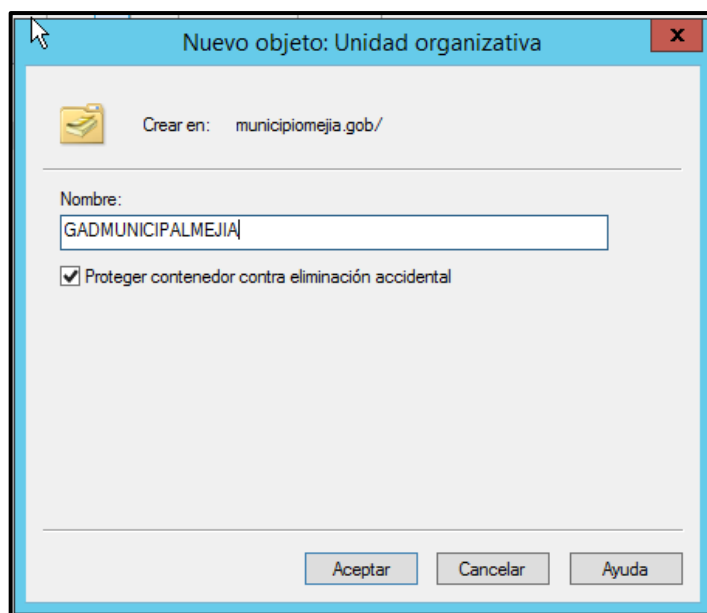 Nuevo objeto: Unidad organizativa
x
Crear en: municipiomejia.gob/
Nombre:
GADMUNICIPALMEJIA
Proteger contenedor contra eliminación accidental
Aceptar Cancelar Ayuda